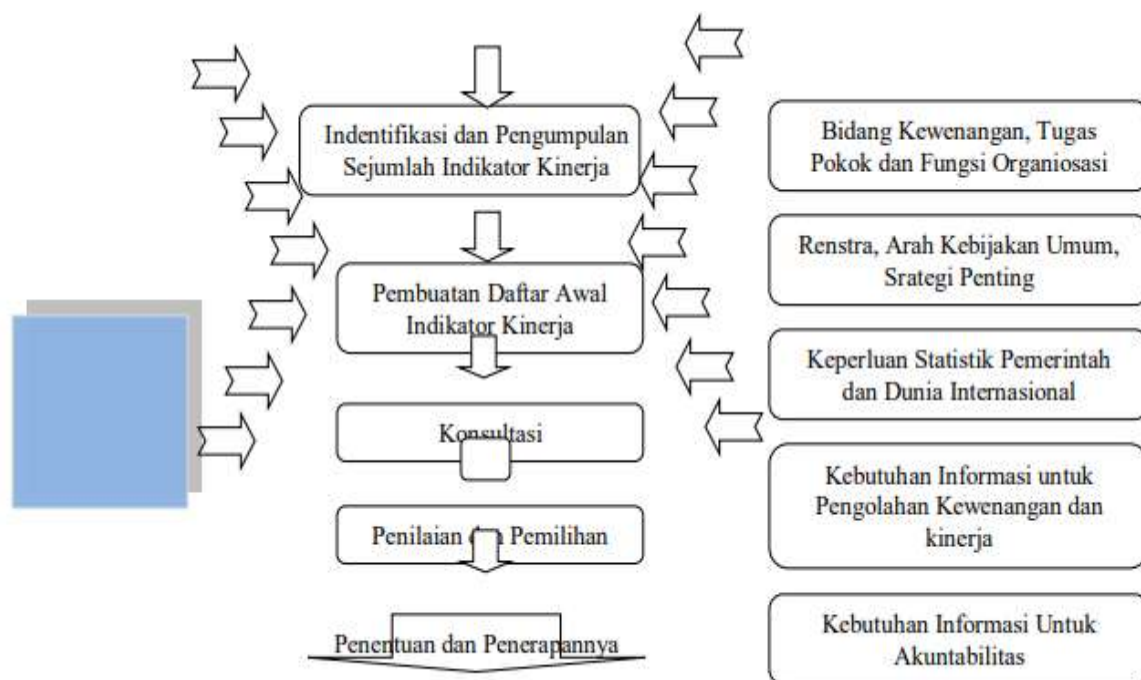 Indentifikasi dan Pengumpulan
Sejumlah Indikator Kinerja
Pembuatan Daftar Awal
Indikator Kinerja
Konsultasi
Penilaian dan Pemilihan
Penentuan dan Penerapannya
Bidang Kewenangan, Tugas
Pokok dan Fungsi Organiosasi
Renstra, Arah Kebijakan Umum,
Srategi Penting
Keperluan Statistik Pemerintah
dan Dunia Internasional
Kebutuhan Informasi untuk
Pengolahan Kewenangan dan
kinerja
Kebutuhan Informasi Untuk
Akuntabilitas